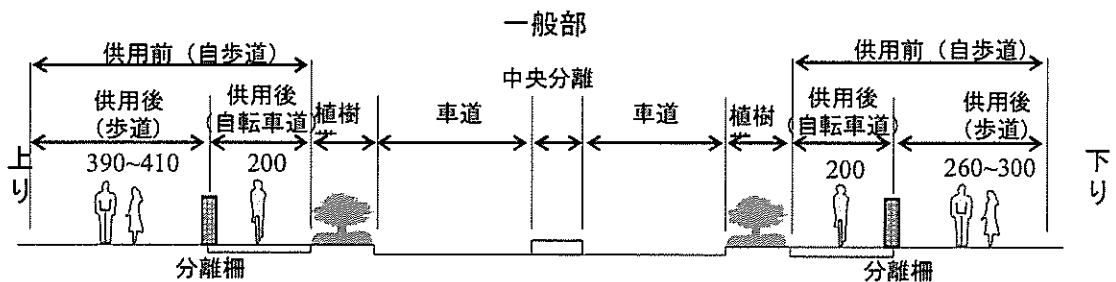 一般部
供用前（自歩道）
供用前（自歩道）
中央分離
供用後
（歩道）
供用後
（自転車道）
植樹
車道
車道
植樹
供用後
（自転車道）
供用後
（歩道）
上り
390~410
200
200
260~300
下り
分離柵
分離柵